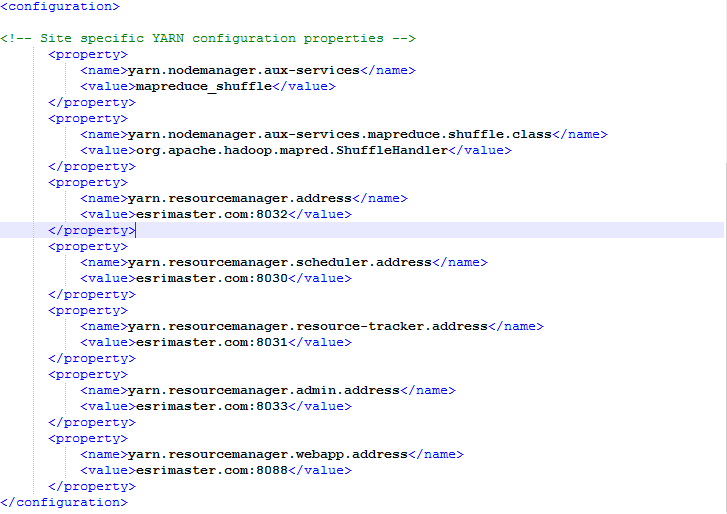 <configuration>
<!-- Site specific YARN configuration properties -->
<property>
<name>yarn.nodemanager.aux-services</name>
<value>mapreduce_shuffle</value>
</property>
<property>
<name>yarn.nodemanager.aux-services.mapreduce.shuffle.class</name>
<value>org.apache.hadoop.mapred.ShuffleHandler</value>
</property>
<property>
<name>yarn.resourcemanager.address</name>
<value>esrimaster.com:8032</value>
</property>
<property>
<name>yarn.resourcemanager.scheduler.address</name>
<value>esrimaster.com:8030</value>
</property>
<property>
<name>yarn.resourcemanager.resource-tracker.address</name>
<value>esrimaster.com:8031</value>
</property>
<property>
<name>yarn.resourcemanager.admin.address</name>
<value>esrimaster.com:8033</value>
</property>
<property>
<name>yarn.resourcemanager.webapp.address</name>
<value>esrimaster.com:8088</value>
</property>
</configuration>